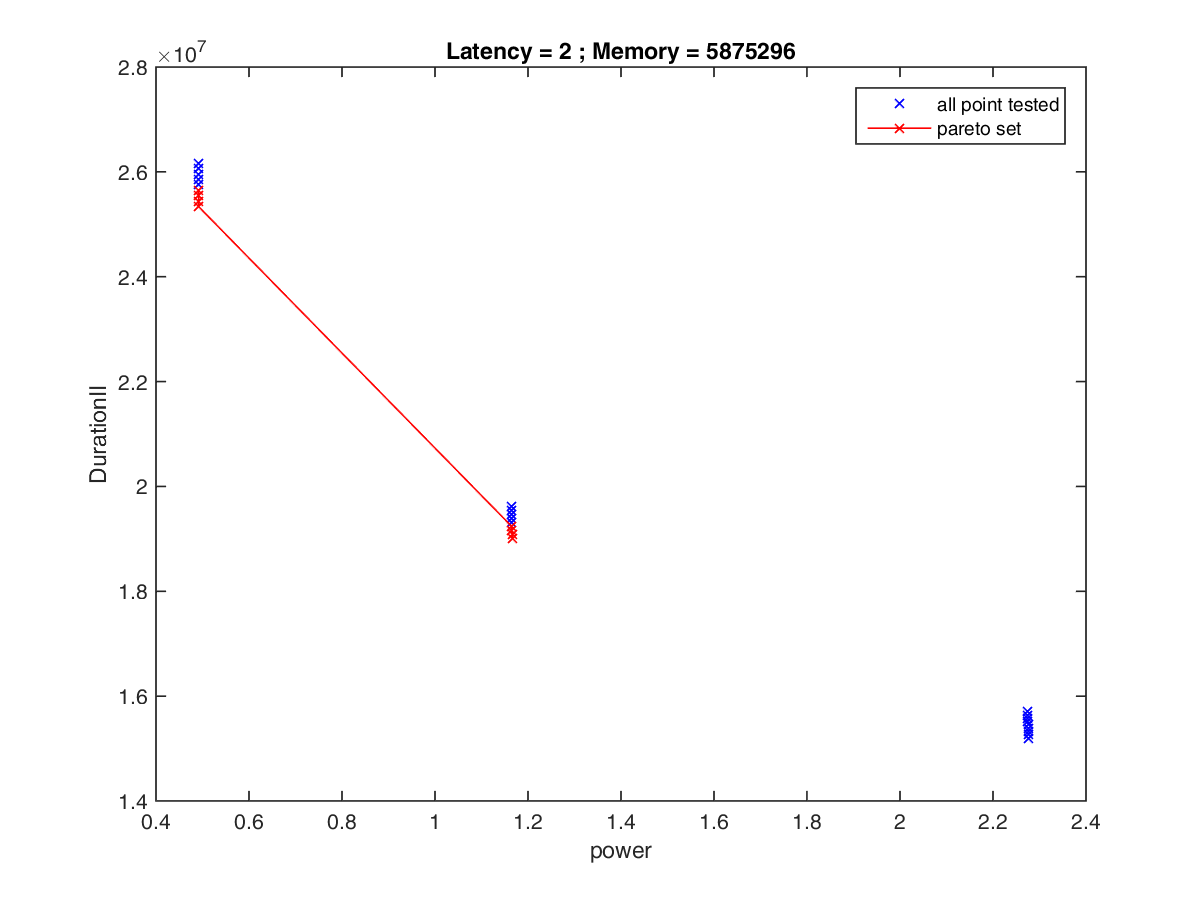 Latency = 2 ; Memory = 5875296
×10⁷
all point tested
pareto set
2.8
2.6
2.4
2.2
2
1.8
1.6
1.4
DurationII
0.4 0.6 0.8 1 1.2 1.4 1.6 1.8 2 2.2 2.4
power